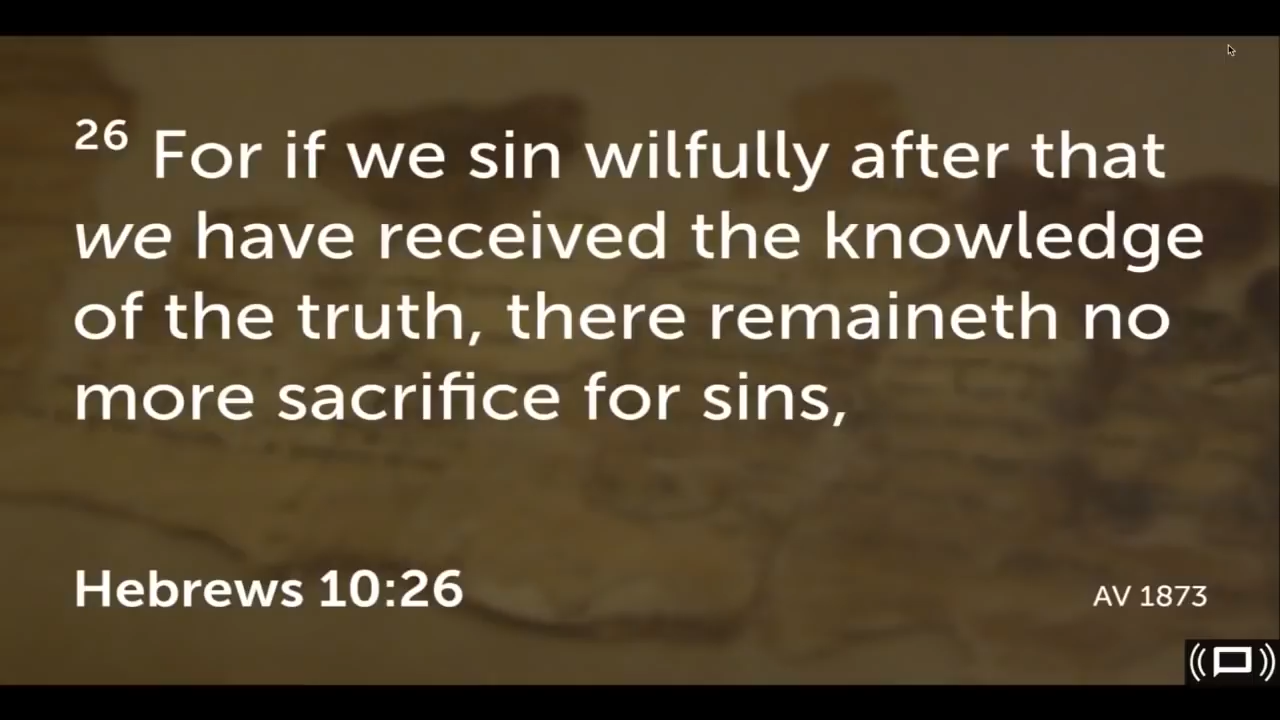 26 For if we sin wilfully after that
we have received the knowledge
of the truth, there remaineth no
more sacrifice for sins,
Hebrews 10:26
AV 1873